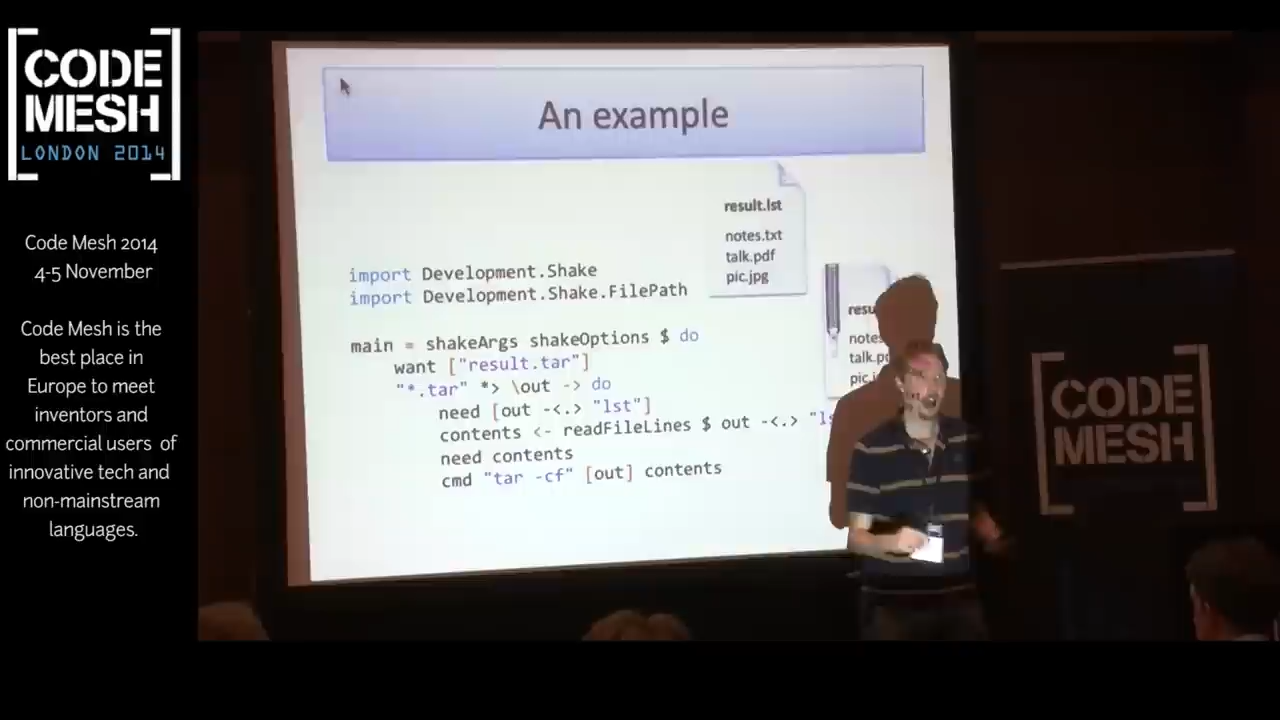 CODE
MESH
LONDON 2014
Code Mesh 2014
4-5 November
Code Mesh is the
best place in
Europe to meet
inventors and
commercial users of
innovative tech and
non-mainstream
languages.
An example
result.lst
notes.txt
talk.pdf
pic.jpg
import Development.Shake
import Development.Shake.FilePath
main = shakeArgs shakeOptions $ do
want ["result.tar"]
"*.tar" *> \out -> do
need [out -<.> "lst"]
contents <- readFileLines $ out -<.> "ls
need contents
cmd "tar -cf" [out] contents
CODE
MESH